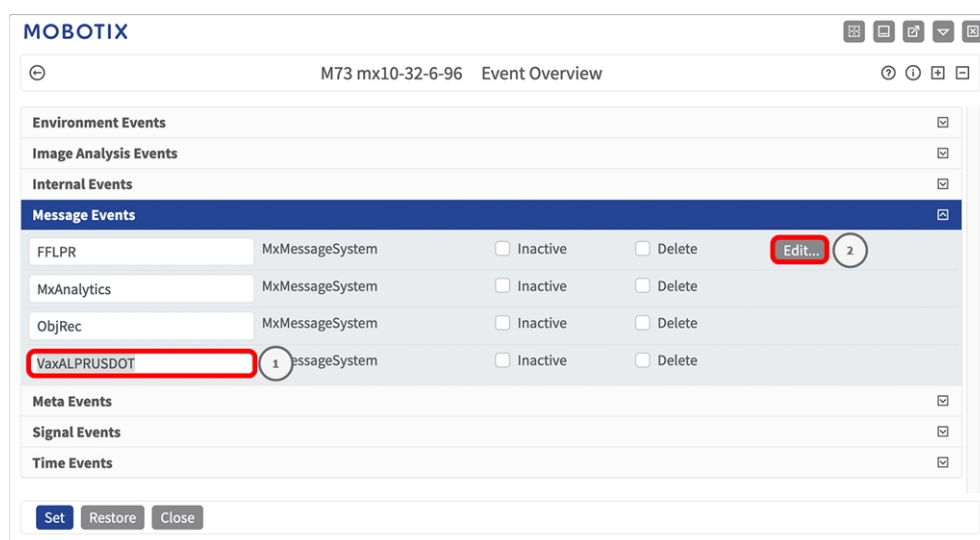 MOBOTIX
M73 mx10-32-6-96 Event Overview
Environment Events
Image Analysis Events
Internal Events
Message Events
FFLPR MxMessageSystem Inactive Delete Edit... 2
MxAnalytics MxMessageSystem Inactive Delete
ObjRec MxMessageSystem Inactive Delete
VaxALPRUSDOT 1 essageSystem Inactive Delete
Meta Events
Signal Events
Time Events
Set Restore Close